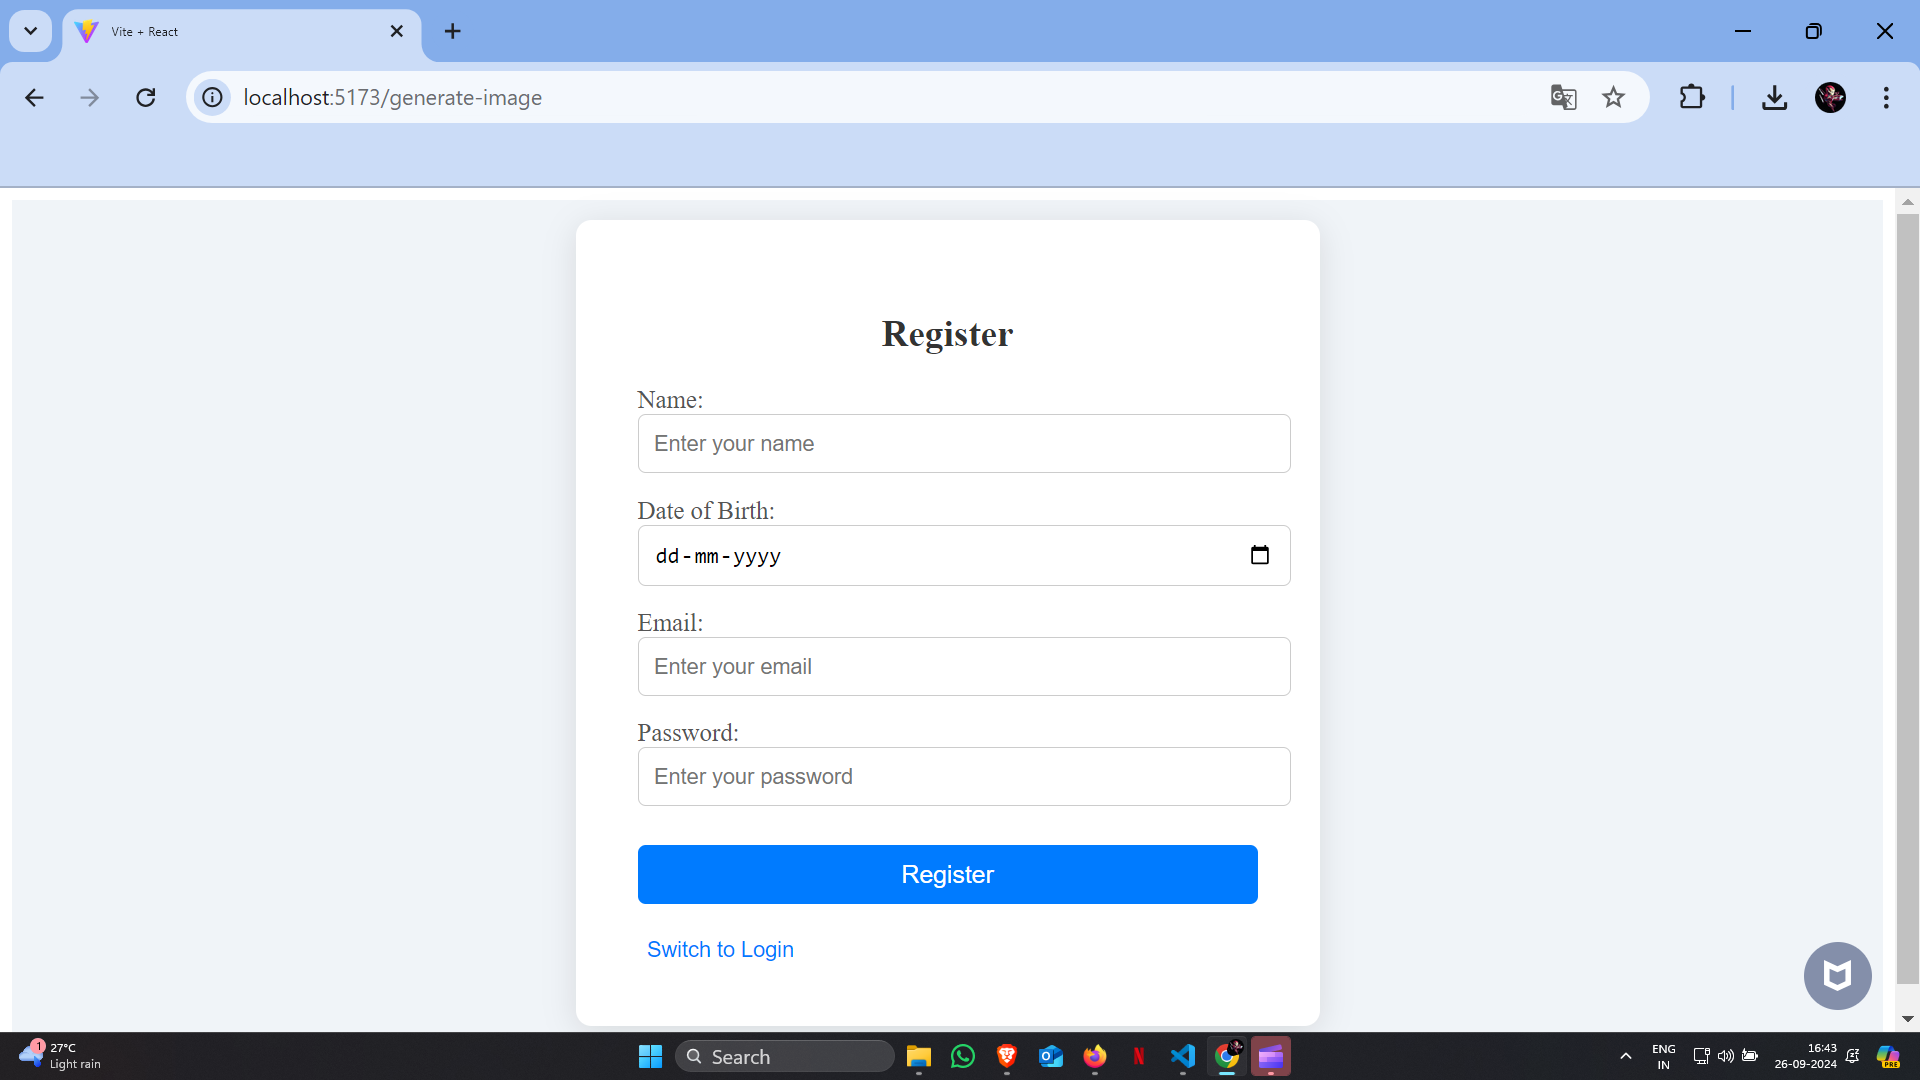 Vite + React
localhost:5173/generate-image
Register
Name:
Enter your name
Date of Birth:
dd-mm-yyyy
Email:
Enter your email
Password:
Enter your password
Register
Switch to Login
1
27°C
Light rain
Search
ENG
IN
16:43
26-09-2024
PRE